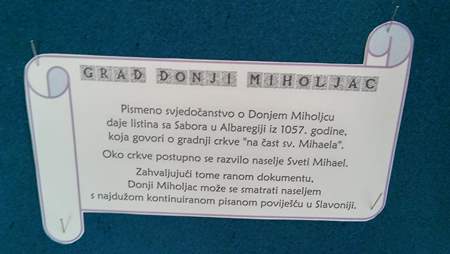 GRAD DONJI MIHOLJAC
Pismeno svjedočanstvo o Donjem Miholjcu
daje listina sa Sabora u Albaregiji iz 1057. godine,
koja govori o gradnji crkve "na čast sv. Mihaela".
Oko crkve postupno se razvilo naselje Sveti Mihael.
Zahvaljujući tome ranom dokumentu,
Donji Miholjac može se smatrati naseljem
s najdužom kontinuiranom pisanom poviješću u Slavoniji.